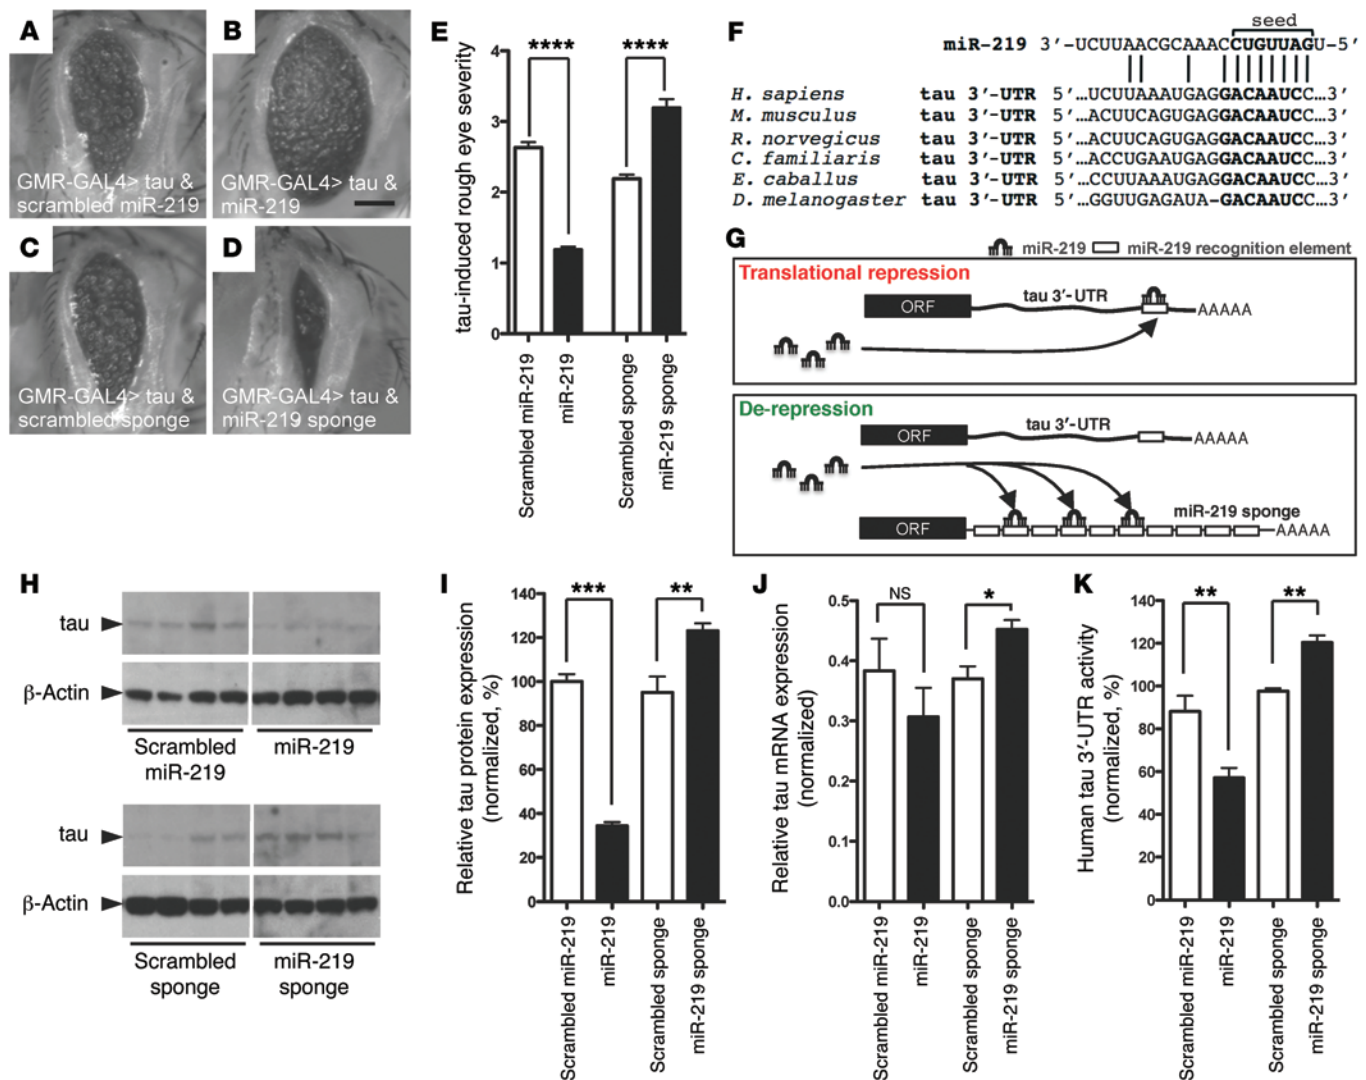 A
GMR-GAL4> tau &
scrambled miR-219
B
GMR-GAL4> tau &
miR-219
C
GMR-GAL4> tau &
scrambled sponge
D
GMR-GAL4> tau &
miR-219 sponge
E
tau-induced rough eye severity
4
3
2
1
0
****
****
Scrambled miR-219
miR-219
Scrambled sponge
miR-219 sponge
F
seed
miR-219 3′-UCUUAACGCAAACCUGUUAGU-5′
H. sapiens tau 3′-UTR 5′…UCUUUAAAUGAGGACAAUCC…3′
M. musculus tau 3′-UTR 5′…ACUUCAGUGAGGACAAUCC…3′
R. norvegicus tau 3′-UTR 5′…ACUUCAGUGAGGACAAUCC…3′
C. familiaris tau 3′-UTR 5′…ACCUGAAUGAGGACAAUCC…3′
E. caballus tau 3′-UTR 5′…CCUUAAAUGAGGACAAUCC…3′
D. melanogaster tau 3′-UTR 5′…GGUUGAGAUA-GACAAUCC…3′
G
miR-219 miR-219 recognition element
Translational repression
ORF
tau 3′-UTR
AAAAA
De-repression
ORF
tau 3′-UTR
AAAAA
miR-219 sponge
ORF
AAAAA
H
tau
β-Actin
Scrambled
miR-219
miR-219
tau
β-Actin
Scrambled
sponge
miR-219
sponge
I
Relative tau protein expression
(normalized, %)
140
120
100
80
60
40
20
0
***
**
Scrambled miR-219
miR-219
Scrambled sponge
miR-219 sponge
J
Relative tau mRNA expression
(normalized)
0.5
0.4
0.3
0.2
0.1
0.0
NS
*
Scrambled miR-219
miR-219
Scrambled sponge
miR-219 sponge
K
Human tau 3′-UTR activity
(normalized, %)
140
120
100
80
60
40
20
0
**
**
Scrambled miR-219
miR-219
Scrambled sponge
miR-219 sponge